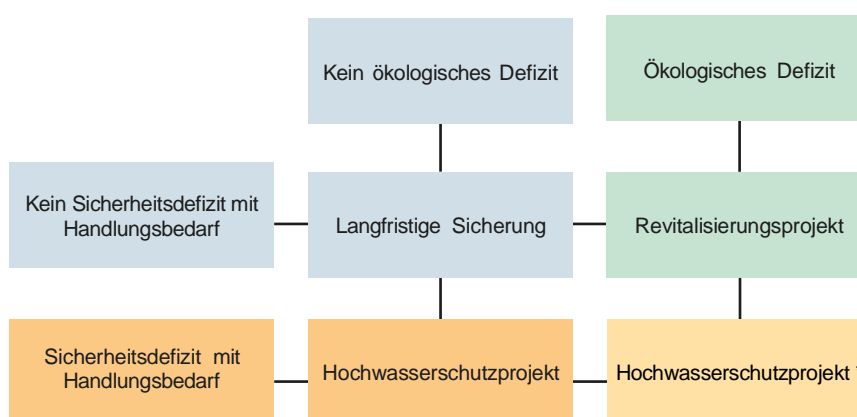 Kein ökologisches Defizit
Ökologisches Defizit
Kein Sicherheitsdefizit mit
Handlungsbedarf
Langfristige Sicherung
Revitalisierungsprojekt
Sicherheitsdefizit mit
Handlungsbedarf
Hochwasserschutzprojekt
Hochwasserschutzprojekt